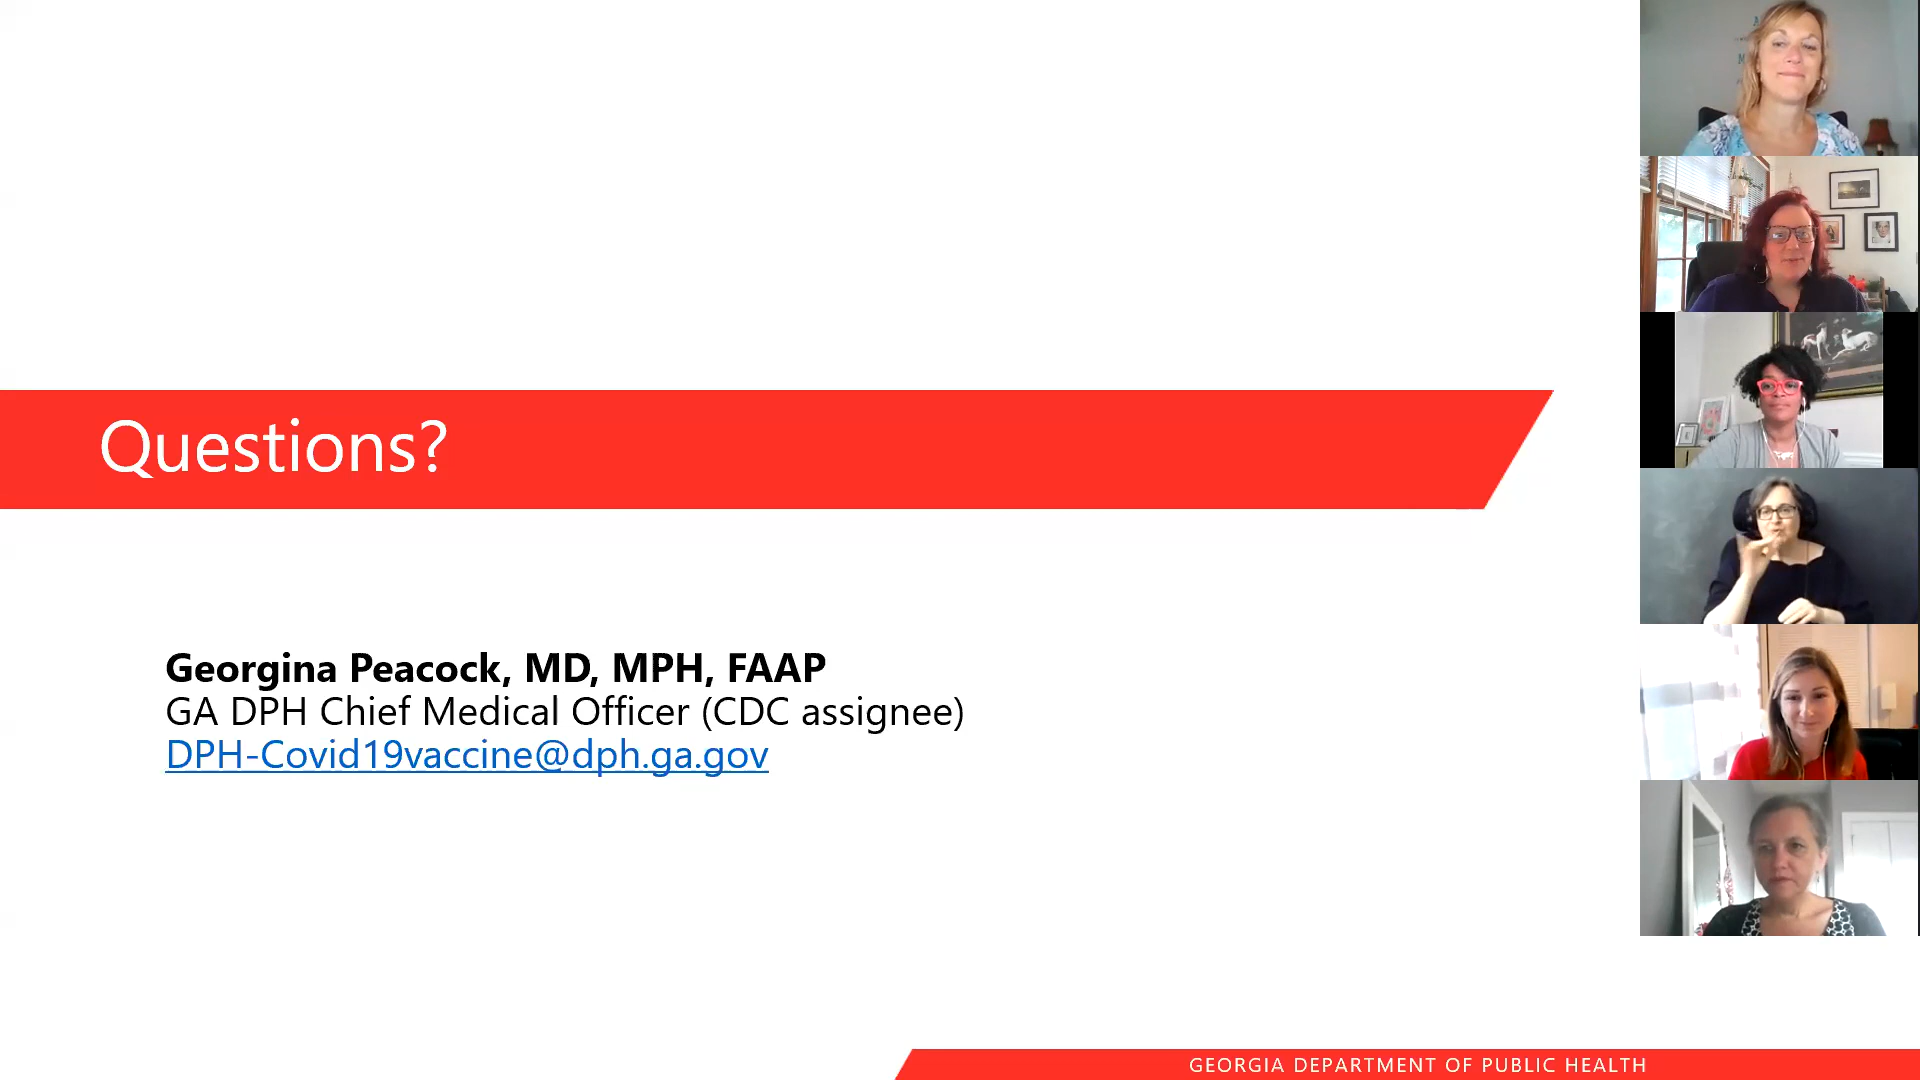 Questions?
Georgina Peacock, MD, MPH, FAAP
GA DPH Chief Medical Officer (CDC assignee)
DPH-Covid19vaccine@dph.ga.gov
GEORGIA DEPARTMENT OF PUBLIC HEALTH